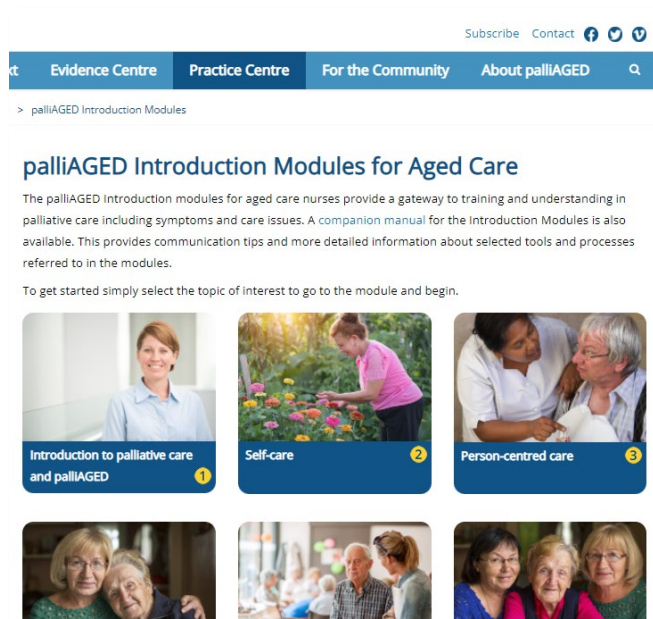 Subscribe Contact
Evidence Centre Practice Centre For the Community About palliAGED
> palliAGED Introduction Modules
palliAGED Introduction Modules for Aged Care
The palliAGED Introduction modules for aged care nurses provide a gateway to training and understanding in
palliative care including symptoms and care issues. A companion manual for the Introduction Modules is also
available. This provides communication tips and more detailed information about selected tools and processes
referred to in the modules.
To get started simply select the topic of interest to go to the module and begin.
Introduction to palliative care
and palliAGED 1
Self-care 2
Person-centred care 3